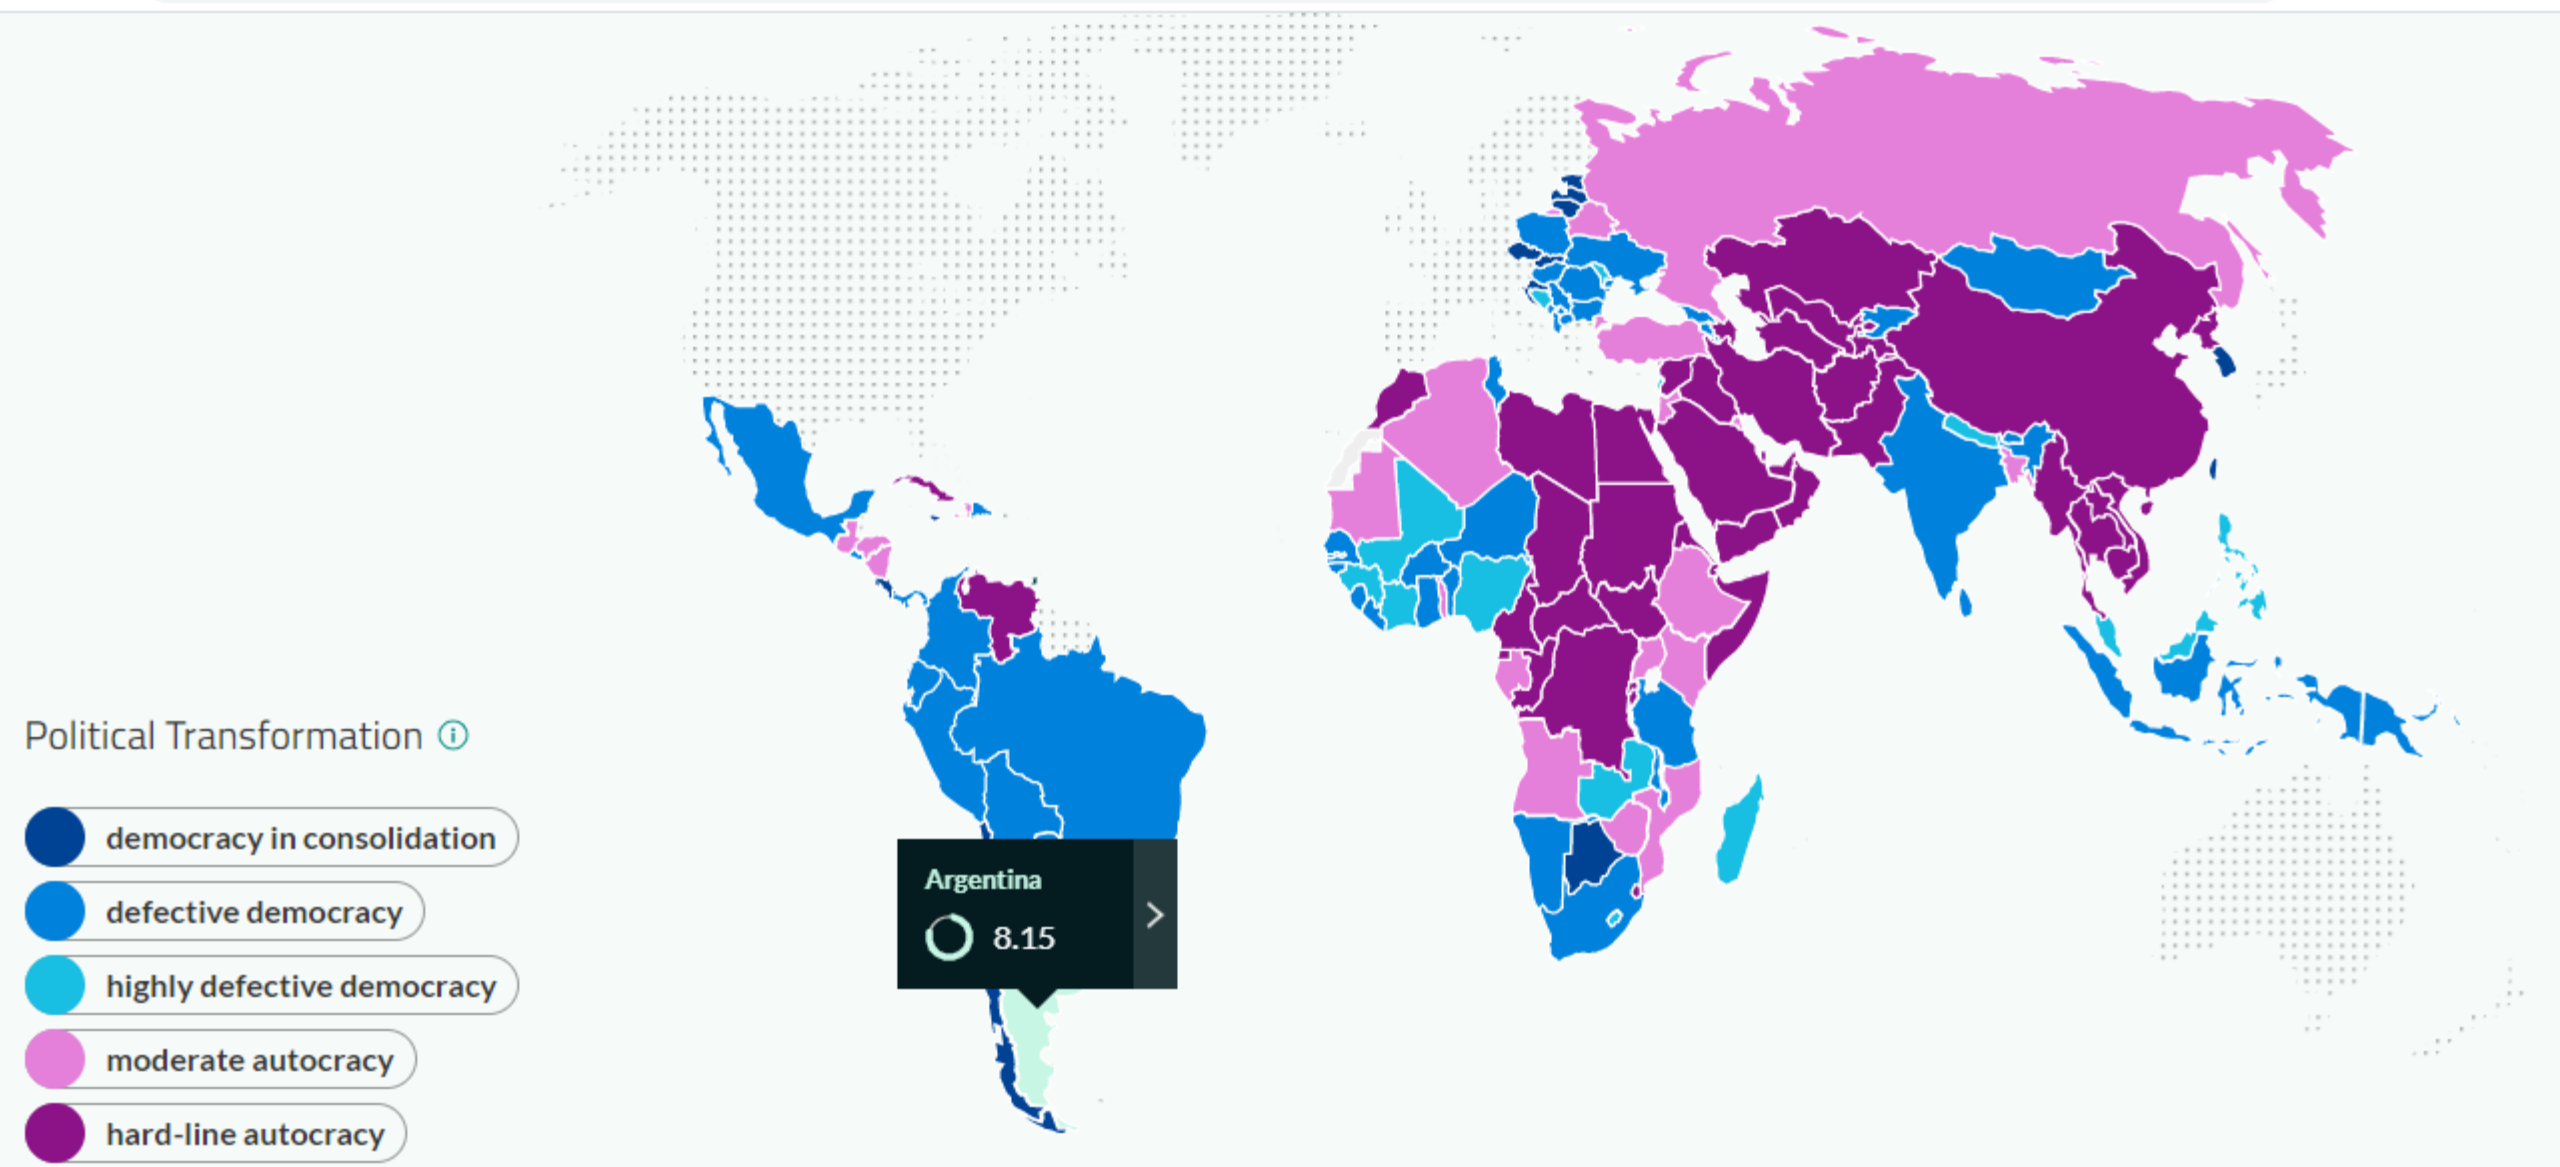 Argentina
8.15
Political Transformation
democracy in consolidation
defective democracy
highly defective democracy
moderate autocracy
hard-line autocracy